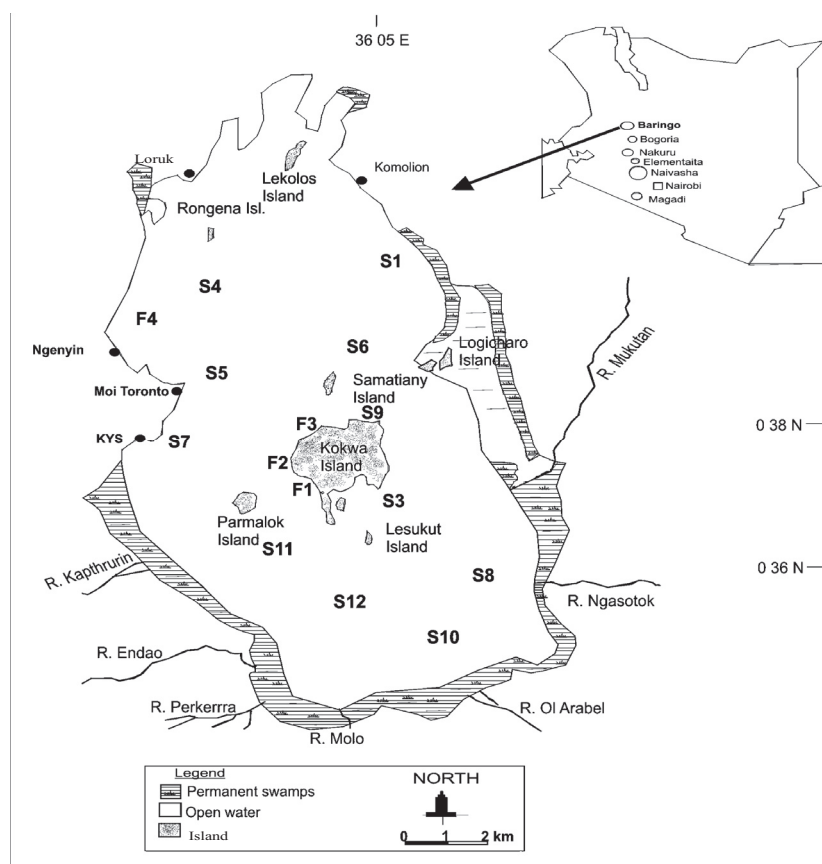 36 05 E
Baringo
Bogoria
Nakuru
Elementaita
Naivasha
Nairobi
Magadi
Loruk
Komolion
Lekolos
Island
Rongena Isl.
S1
S4
F4
Ngenyin
S6
Logicharo
Island
R. Mukutan
S5
Moi Toronto
Samatiany
Island
S9
F3
0 38 N
KYS
S7
Kokwa
Island
F2
F1
S3
Parmalok
Island
Lesukut
Island
S11
0 36 N
R. Kapthrurin
S8
S12
R. Ngasotok
S10
R. Endao
R. Perkerrra
R. Ol Arabel
R. Molo
Legend
Permanent swamps
Open water
Island
NORTH
0 1 2 km